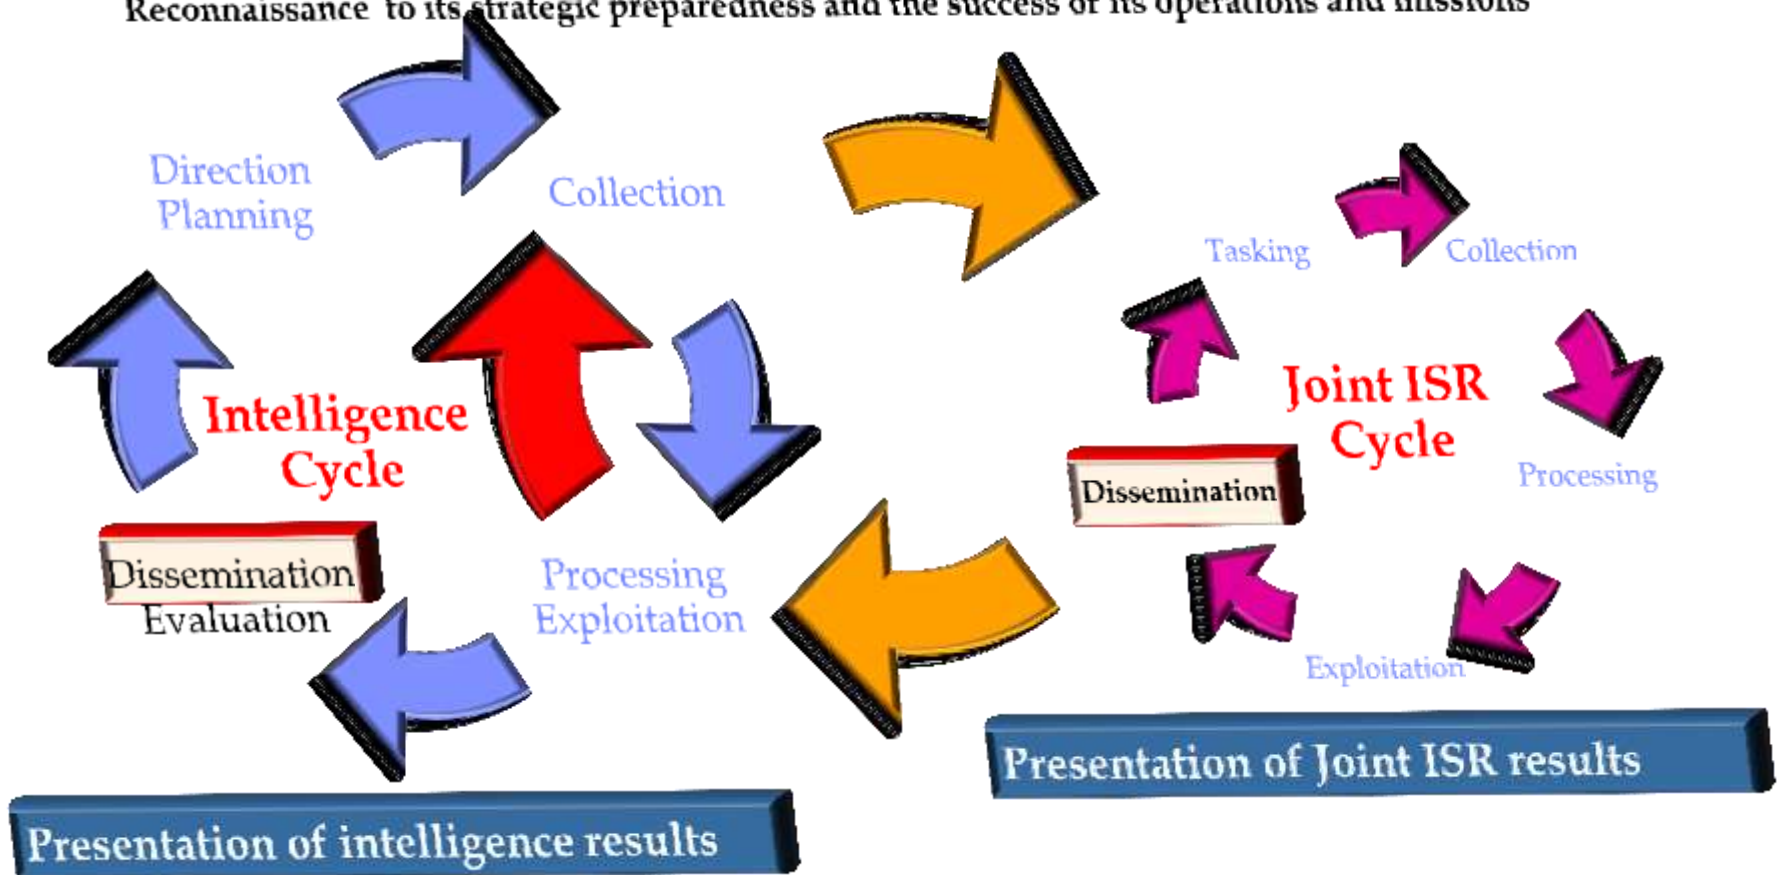 Reconnaissance to its strategic preparedness and the success of its operations and missions
Direction
Planning
Collection
Intelligence
Cycle
Dissemination
Evaluation
Processing
Exploitation
Tasking
Collection
Joint ISR
Cycle
Dissemination
Processing
Exploitation
Presentation of Joint ISR results
Presentation of intelligence results